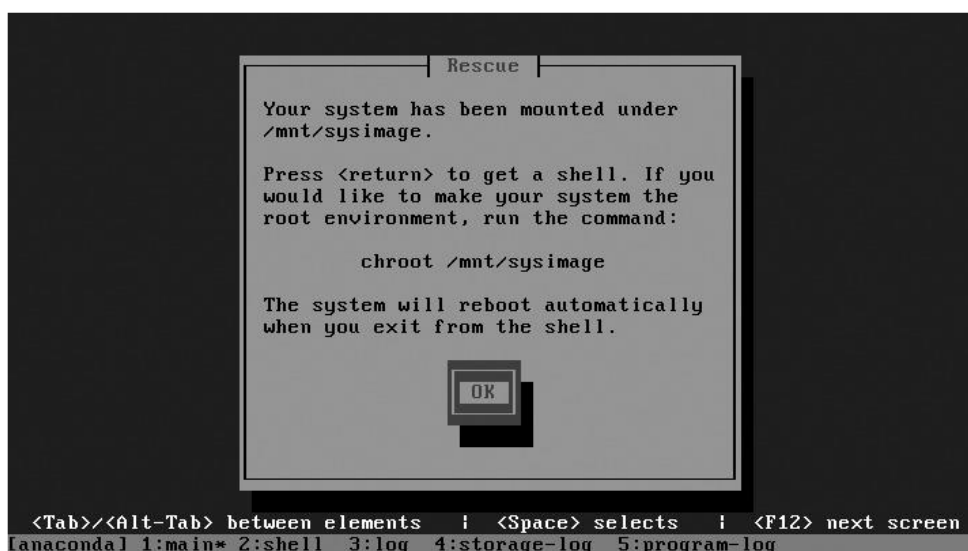 Rescue
Your system has been mounted under
/mnt/sysimage.
Press <return> to get a shell. If you
would like to make your system the
root environment, run the command:
chroot /mnt/sysimage
The system will reboot automatically
when you exit from the shell.
OK
<Tab>/<Alt-Tab> between elements | <Space> selects | <F12> next screen
[anaconda] 1:main* 2:shell 3:log 4:storage-log 5:program-log